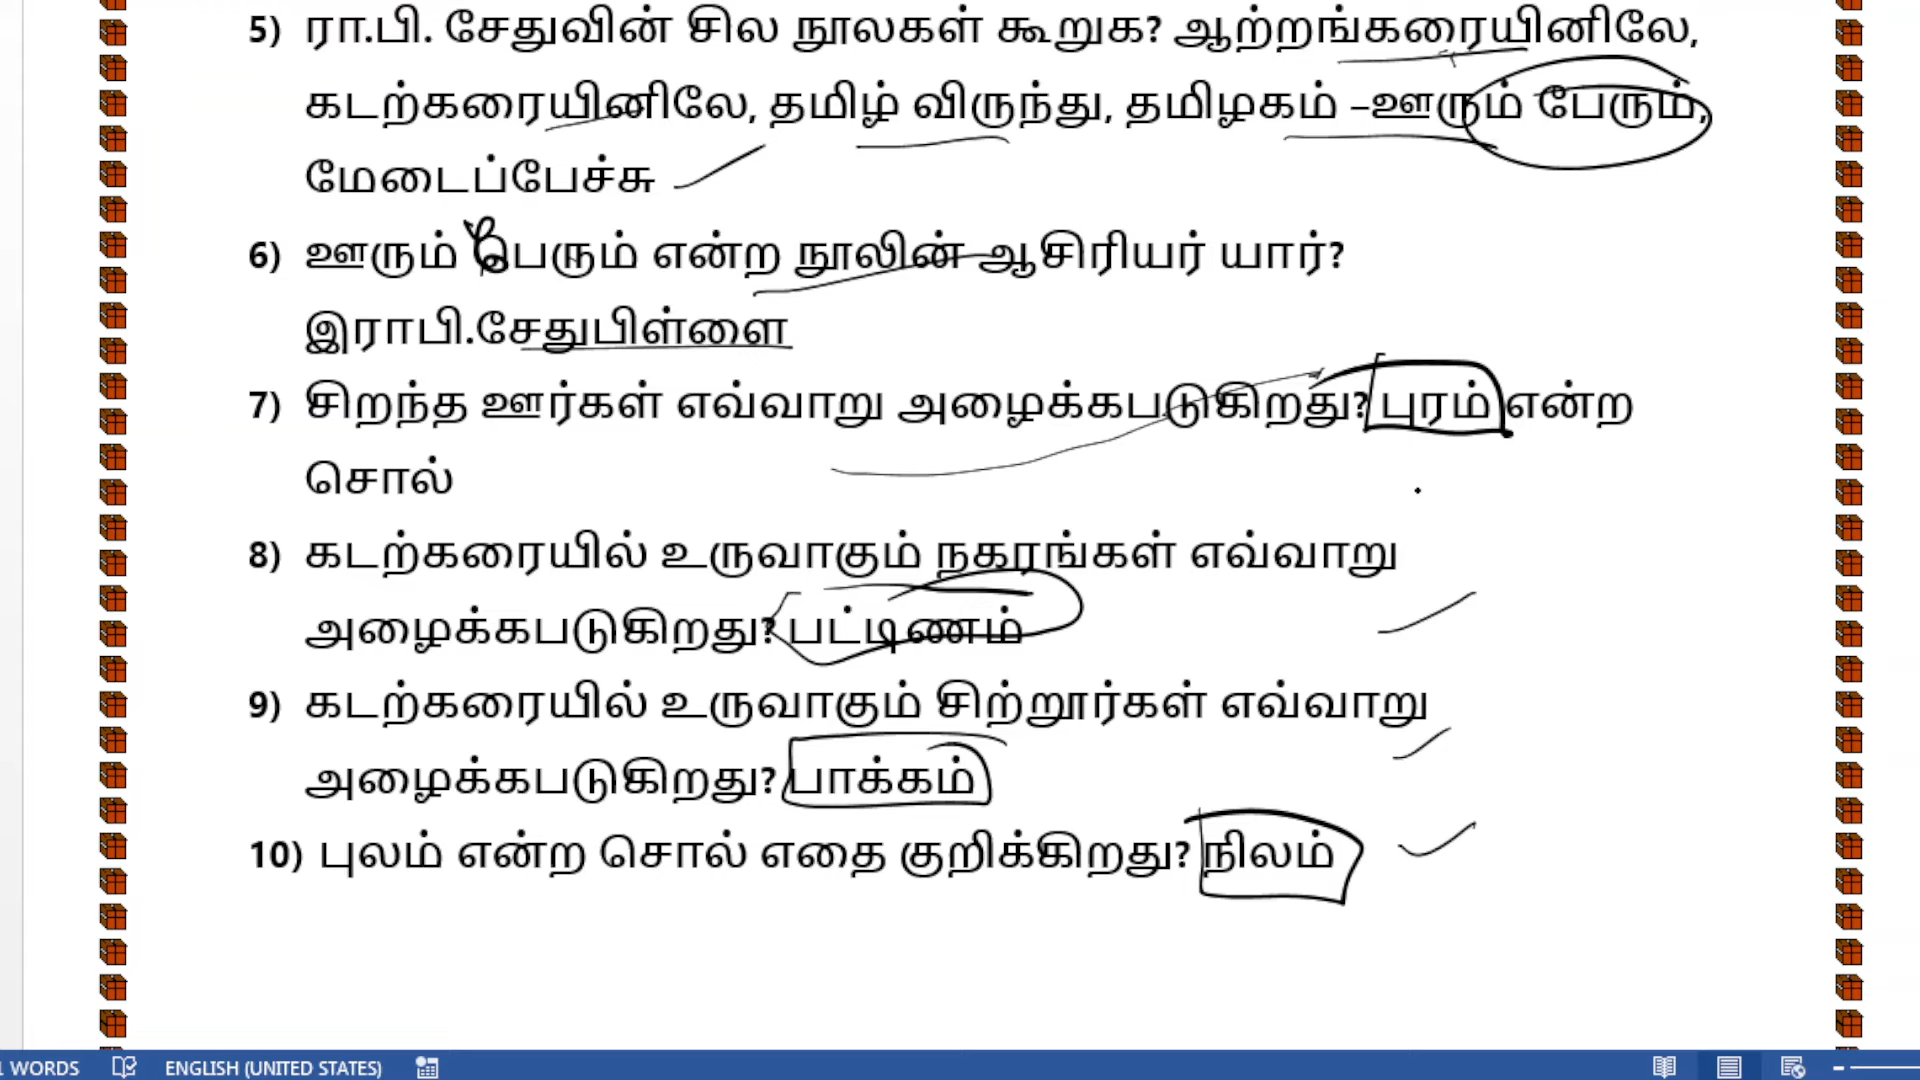 5) ரா.பி. சேதுவின் சில நூலகள் கூறுக? ஆற்றங்கரையினிலே,
கடற்கரையினிலே, தமிழ் விருந்து, தமிழகம் –ஊரும் பேரும்,
மேடைப்பேச்சு
6) ஊரும் பெரும் என்ற நூலின் ஆசிரியர் யார்?
இராபி.சேதுபிள்ளை
7) சிறந்த ஊர்கள் எவ்வாறு அழைக்கபடுகிறது? புரம் என்ற
சொல்
8) கடற்கரையில் உருவாகும் நகரங்கள் எவ்வாறு
அழைக்கபடுகிறது? பட்டிணம்
9) கடற்கரையில் உருவாகும் சிற்றூர்கள் எவ்வாறு
அழைக்கபடுகிறது? பாக்கம்
10) புலம் என்ற சொல் எதை குறிக்கிறது? நிலம்
WORDS ENGLISH (UNITED STATES)